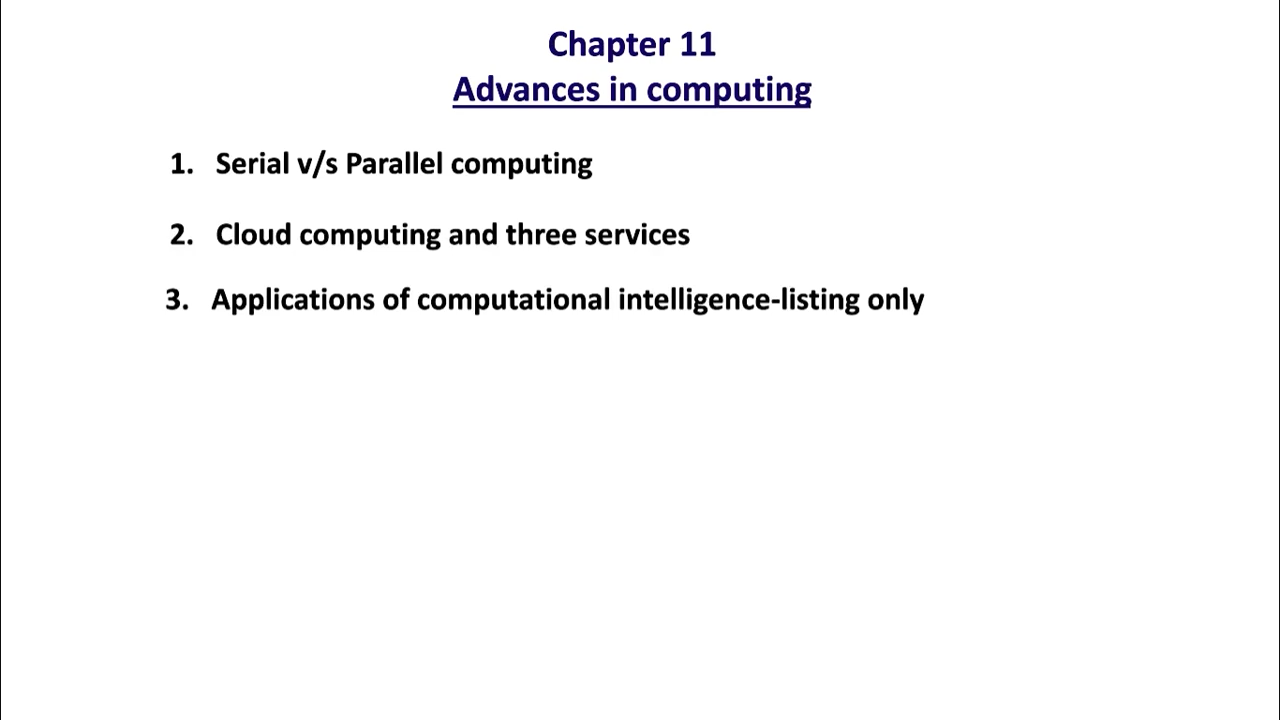 Chapter 11
Advances in computing
1. Serial v/s Parallel computing
2. Cloud computing and three services
3. Applications of computational intelligence-listing only